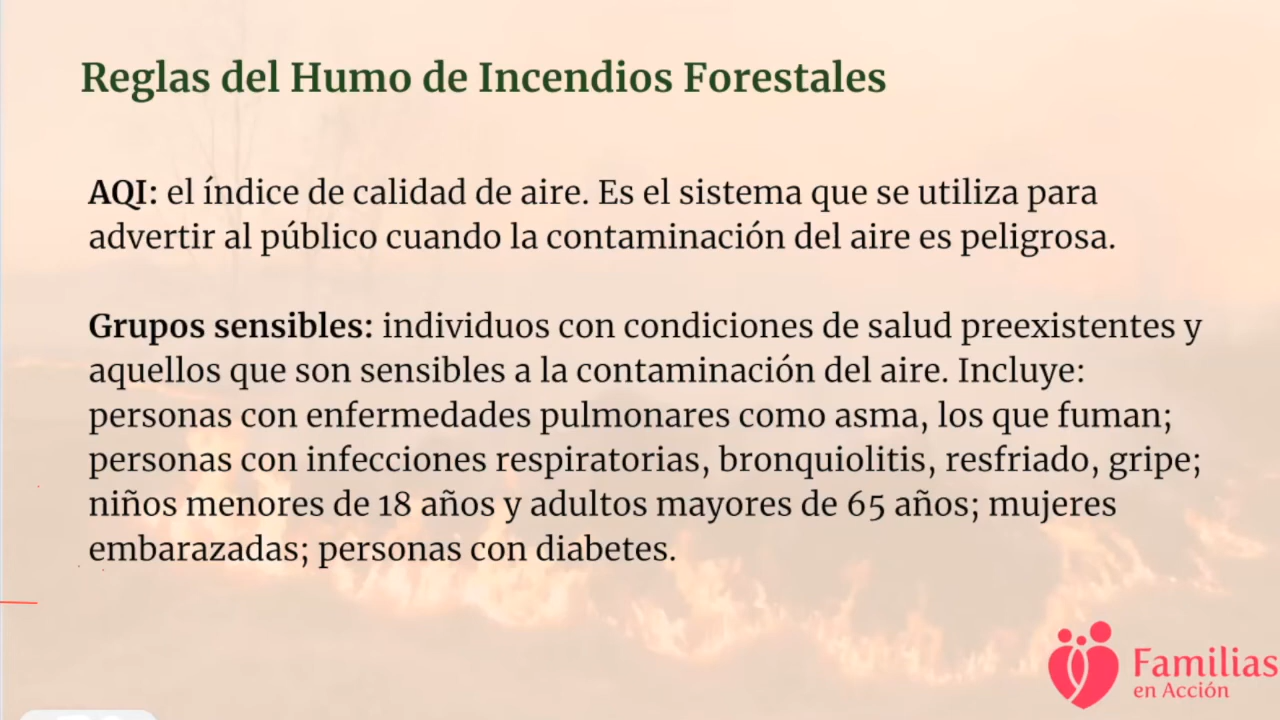 Reglas del Humo de Incendios Forestales
AQI: el índice de calidad de aire. Es el sistema que se utiliza para
advertir al público cuando la contaminación del aire es peligrosa.
Grupos sensibles: individuos con condiciones de salud preexistentes y
aquellos que son sensibles a la contaminación del aire. Incluye:
personas con enfermedades pulmonares como asma, los que fuman;
personas con infecciones respiratorias, bronquiolitis, resfriado, gripe;
niños menores de 18 años y adultos mayores de 65 años; mujeres
embarazadas; personas con diabetes.
Familias
en Acción